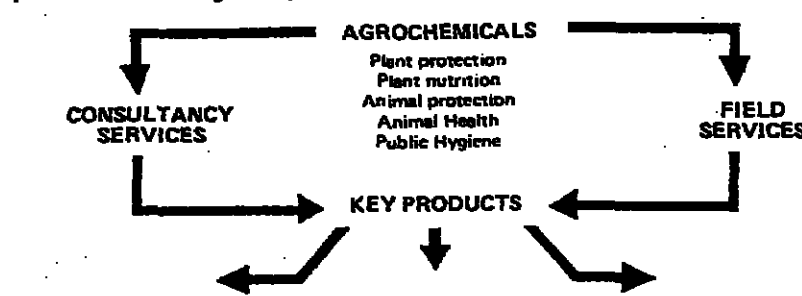 AGROCHEMICALS
Plant protection
Plant nutrition
Animal protection
Animal Health
Public Hygiene
CONSULTANCY
SERVICES
FIELD
SERVICES
KEY PRODUCTS